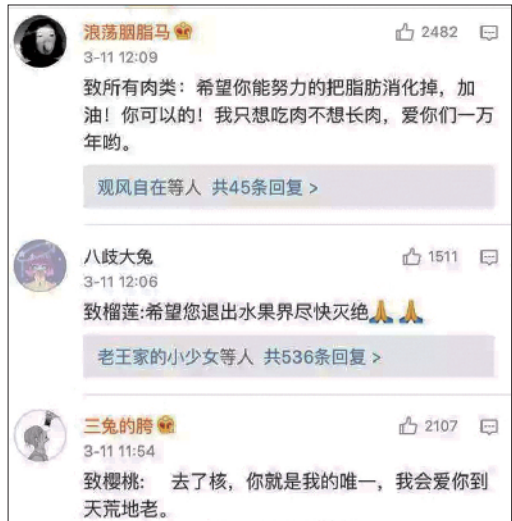 浪荡胭脂马
2482
3-11 12:09
致所有肉类：希望你能努力的把脂肪消化掉，加
油！你可以的！我只想吃肉不想长肉，爱你们一万
年哟。
观风自在等人 共45条回复 >
八歧大兔
1511
3-11 12:06
致榴莲:希望您退出水果界尽快灭绝🙏 🙏
老王家的小少女等人 共536条回复 >
三兔的胯
2107
3-11 11:54
致樱桃： 去了核，你就是我的唯一，我会爱你到
天荒地老。